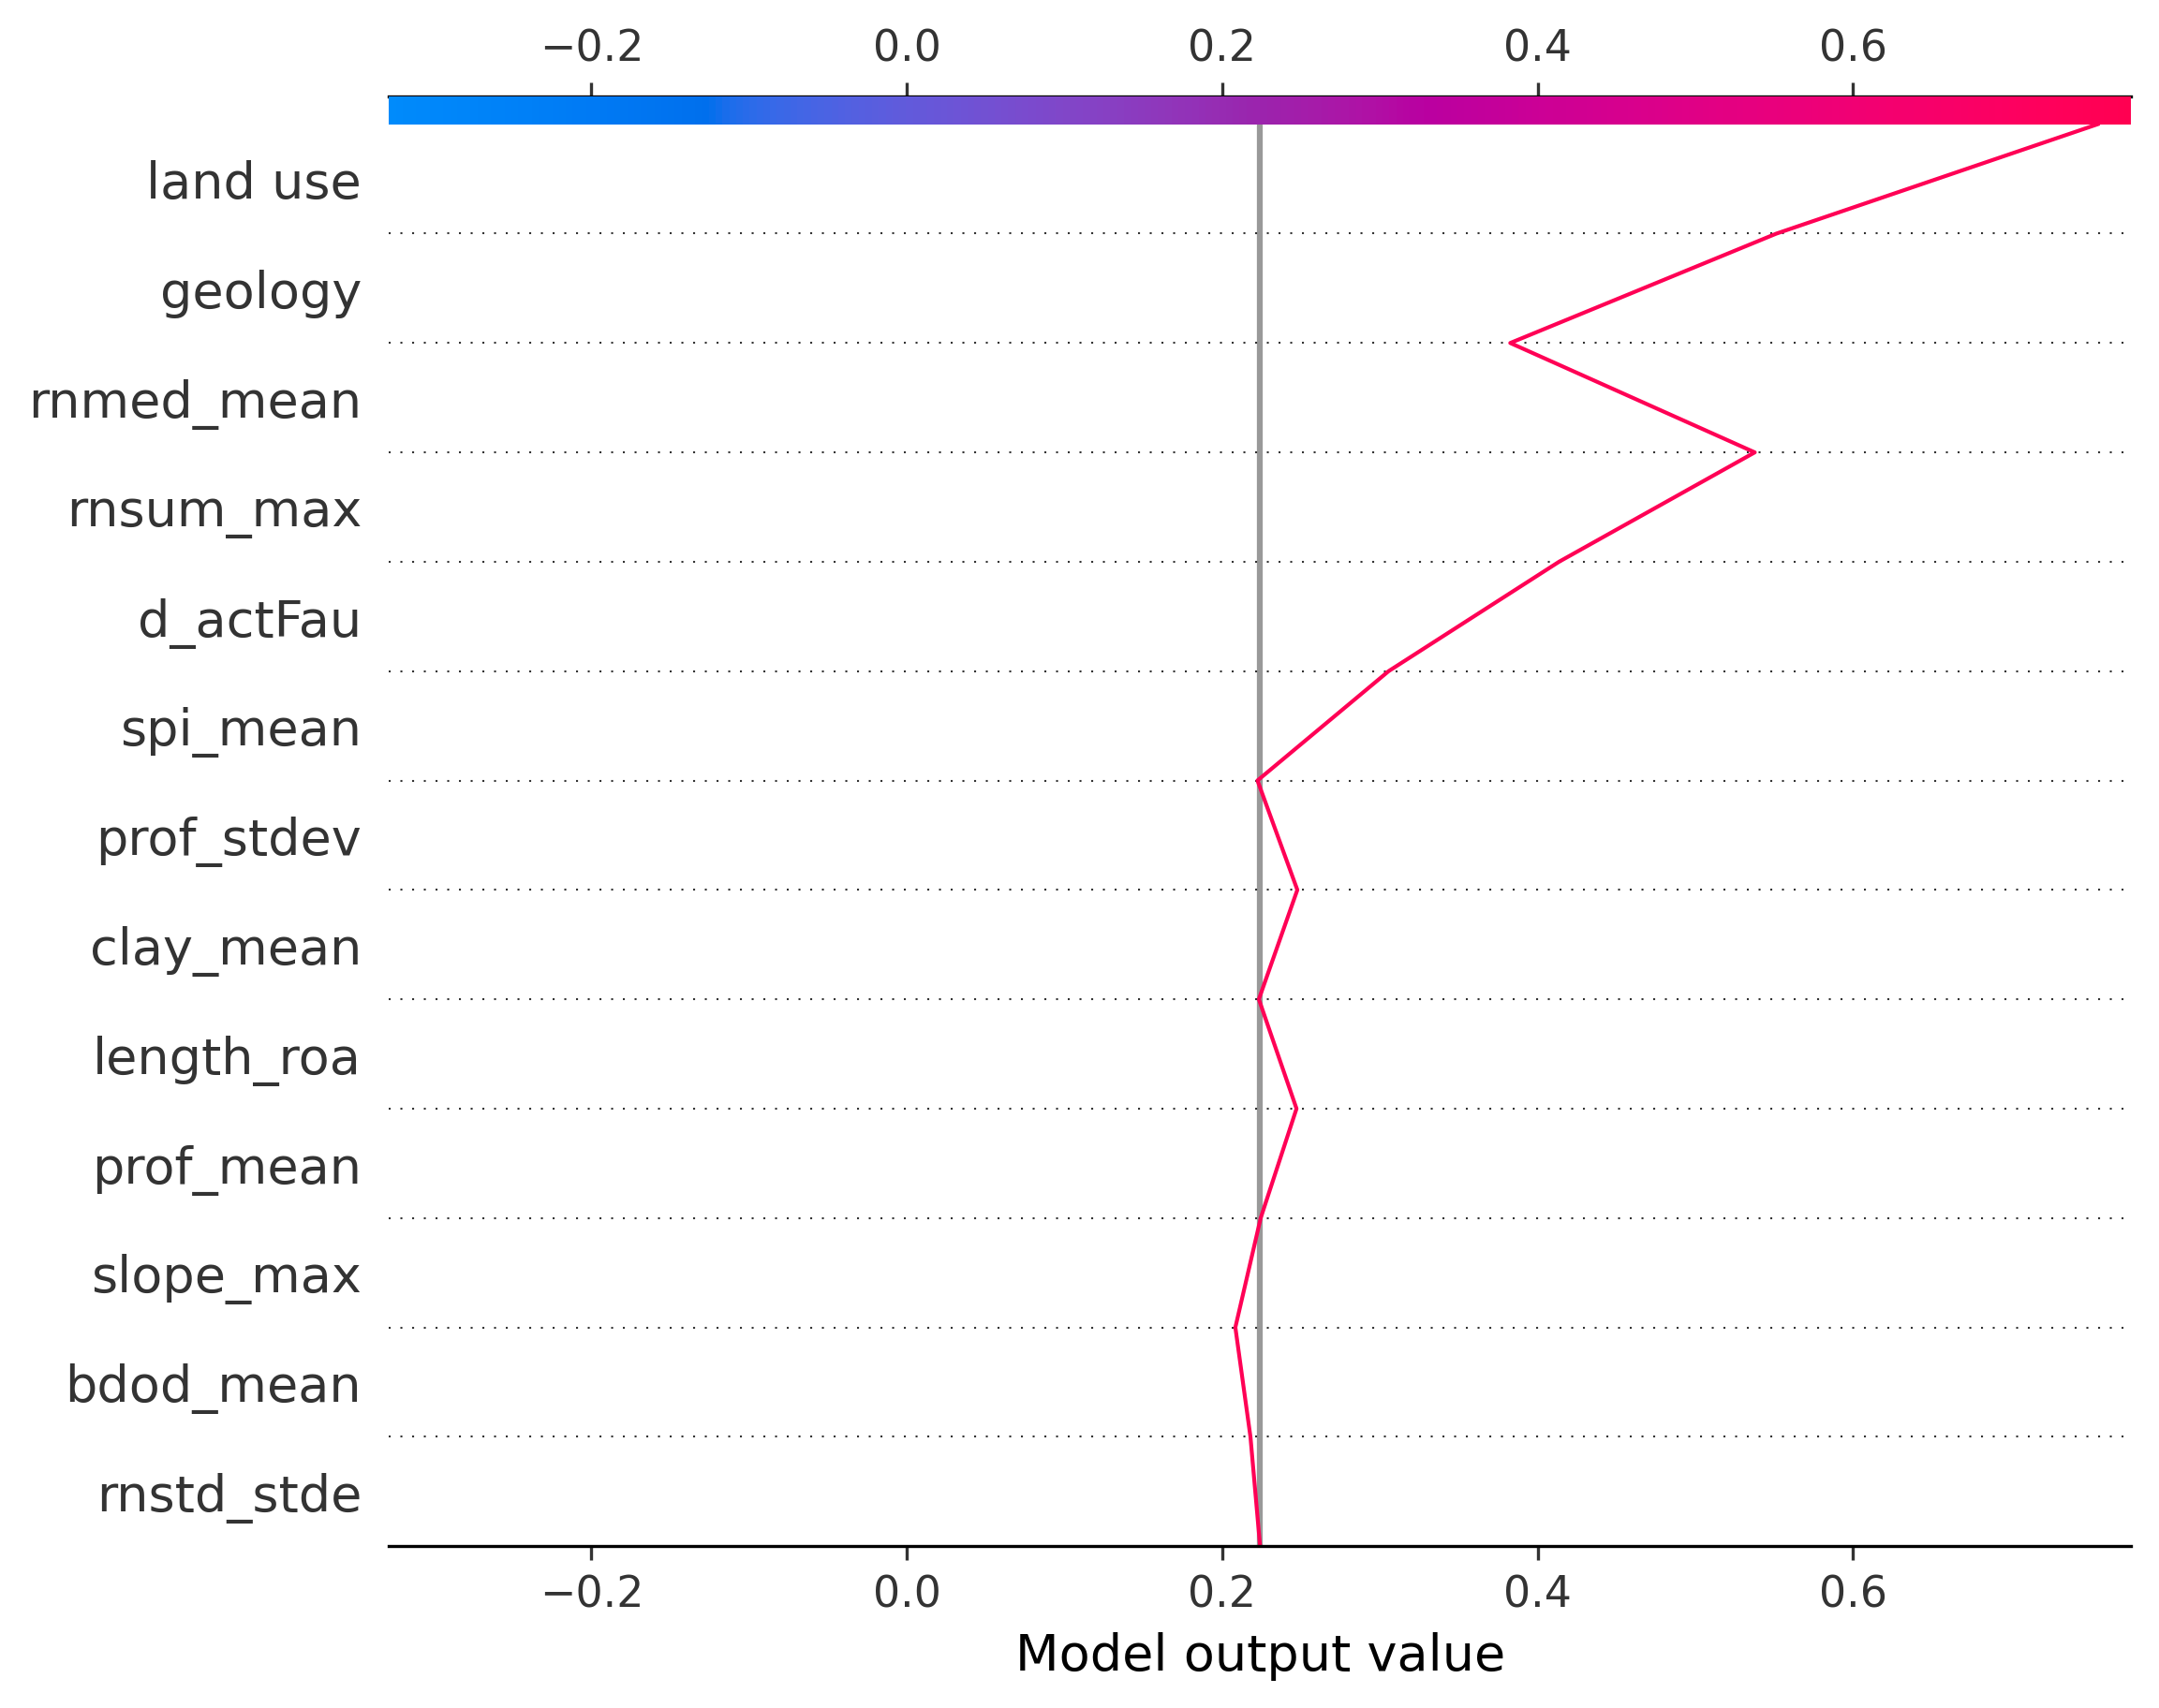 −0.2 0.0 0.2 0.4 0.6
land use
geology
rnmed_mean
rnsum_max
d_actFau
spi_mean
prof_stdev
clay_mean
length_roa
prof_mean
slope_max
bdod_mean
rnstd_stde
−0.2 0.0 0.2 0.4 0.6
Model output value